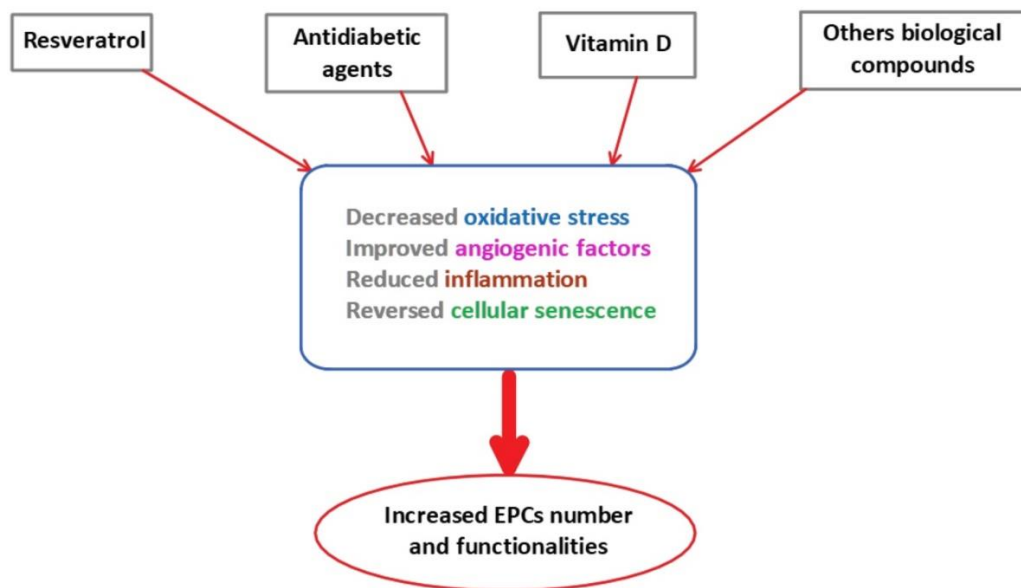 Resveratrol
Antidiabetic
agents
Vitamin D
Others biological
compounds
Decreased oxidative stress
Improved angiogenic factors
Reduced inflammation
Reversed cellular senescence
Increased EPCs number
and functionalities